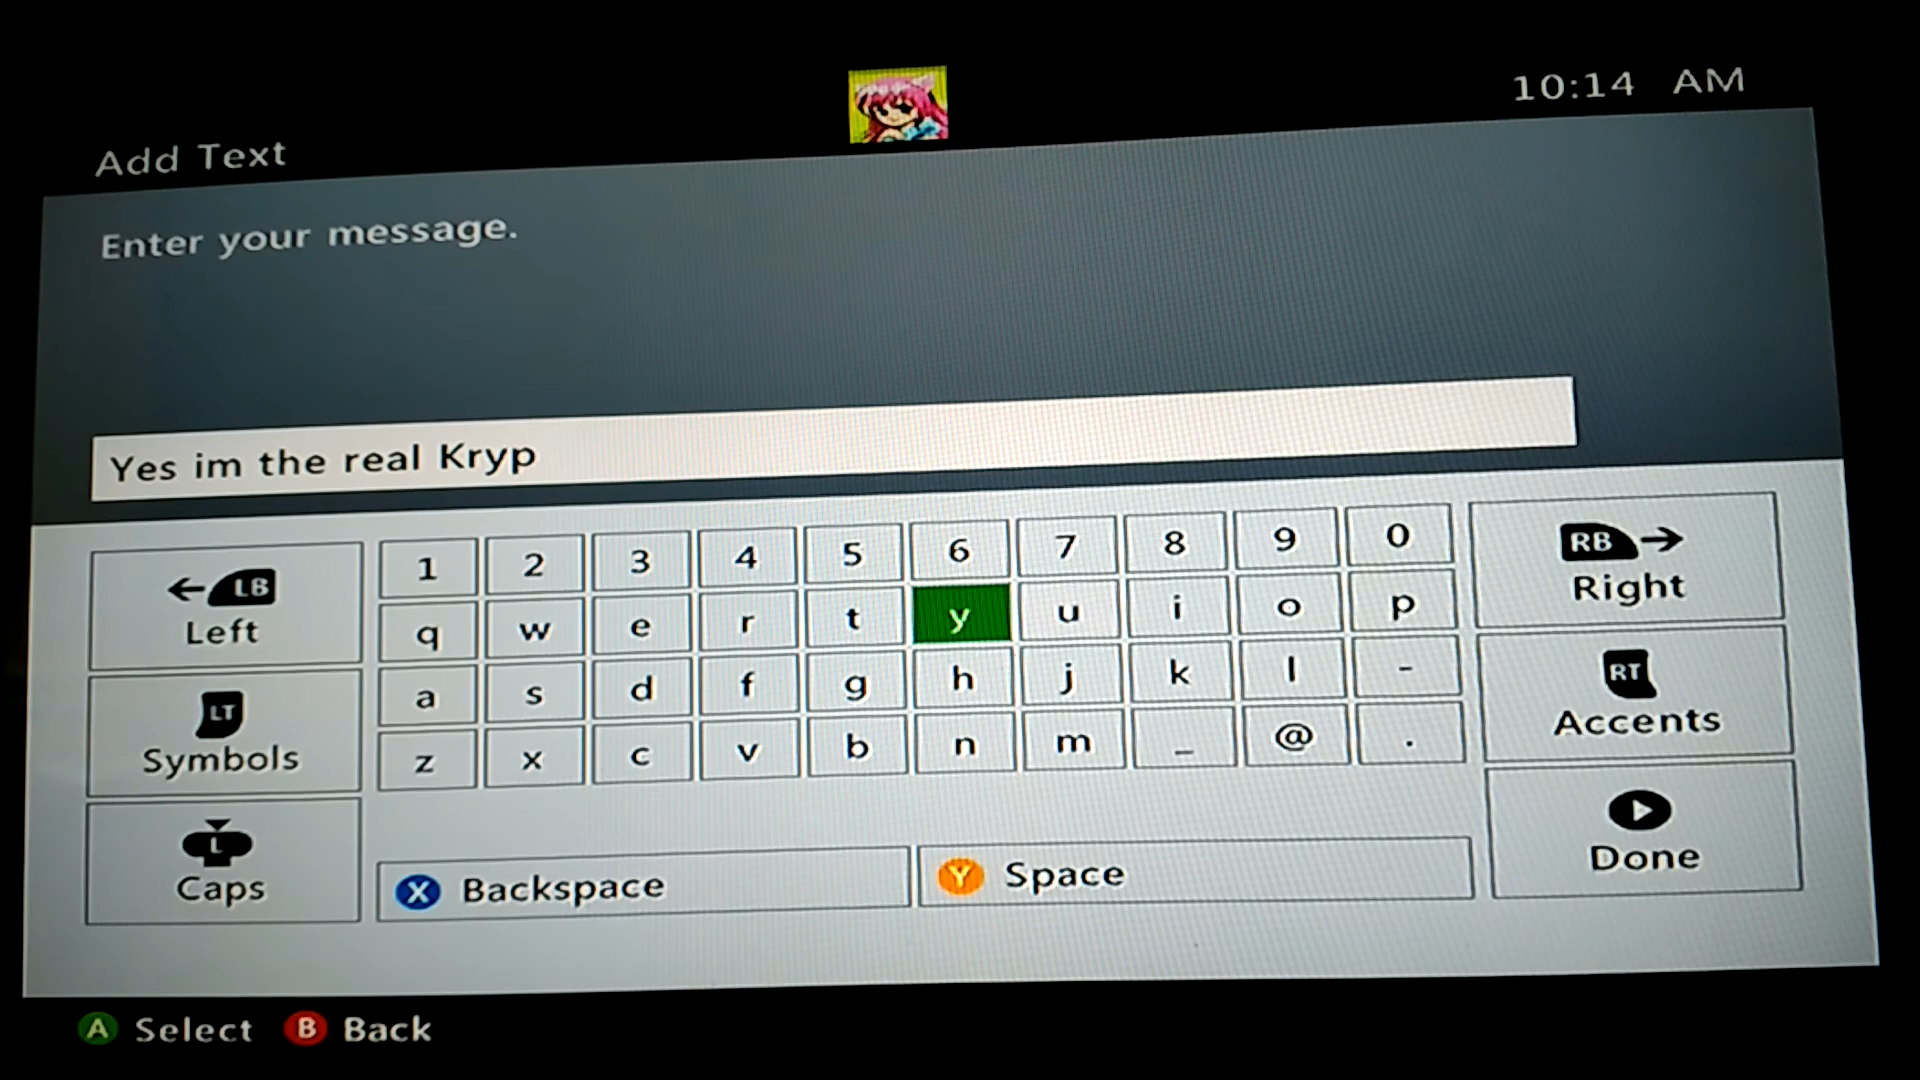 10:14 AM
Add Text
Enter your message.
Yes im the real Kryp
LB
Left
1 2 3 4 5 6 7 8 9 0
RB
Right
q w e r t y u i o p
LT
Symbols
a s d f g h j k l -
RT
Accents
z x c v b n m _ @ .
L
Caps
X Backspace
Y Space
Done
A Select B Back